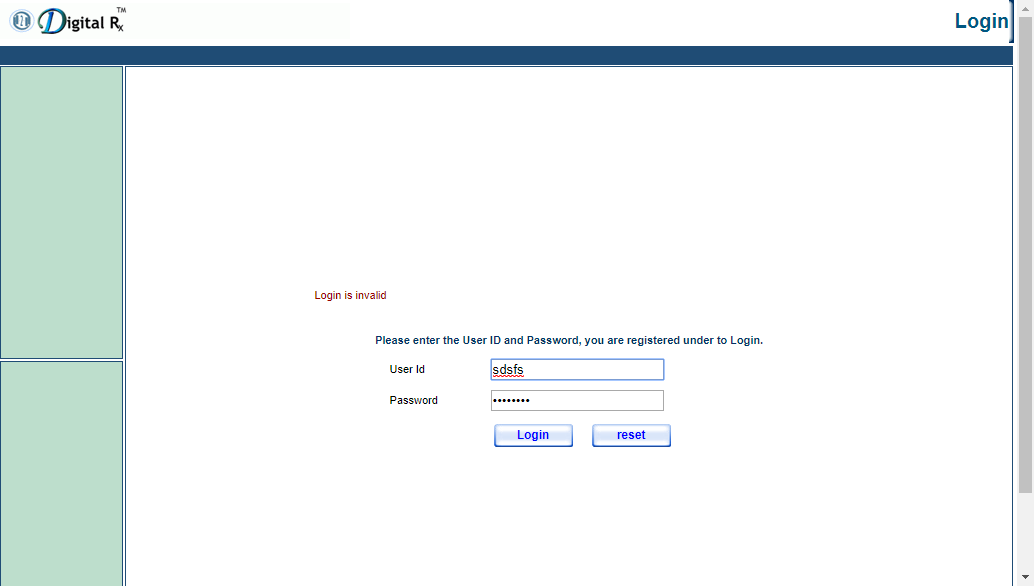 Digital Rx TM
Login
Login is invalid
Please enter the User ID and Password, you are registered under to Login.
User Id
sdsfs
Password
••••••••
Login
reset